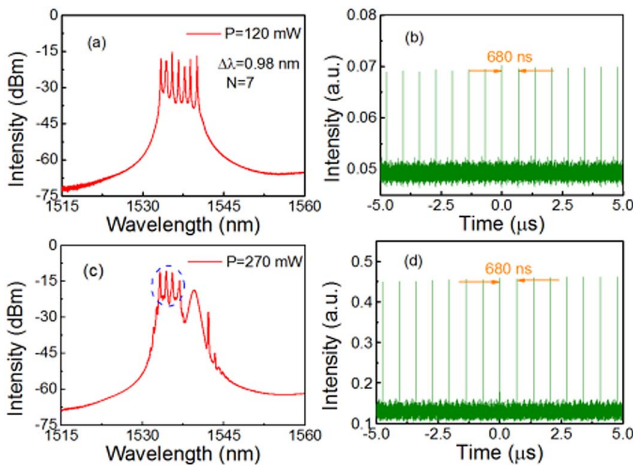 (a)
P=120 mW
Δλ=0.98 nm
N=7
Intensity (dBm)
0
-15
-30
-45
-60
-75
1515 1530 1545 1560
Wavelength (nm)
(b)
680 ns
Intensity (a.u.)
0.08
0.07
0.06
0.05
-5.0 -2.5 0.0 2.5 5.0
Time (μs)
(c)
P=270 mW
Intensity (dBm)
0
-15
-30
-45
-60
-75
1515 1530 1545 1560
Wavelength (nm)
(d)
680 ns
Intensity (a.u.)
0.5
0.4
0.3
0.2
0.1
-5.0 -2.5 0.0 2.5 5.0
Time (μs)